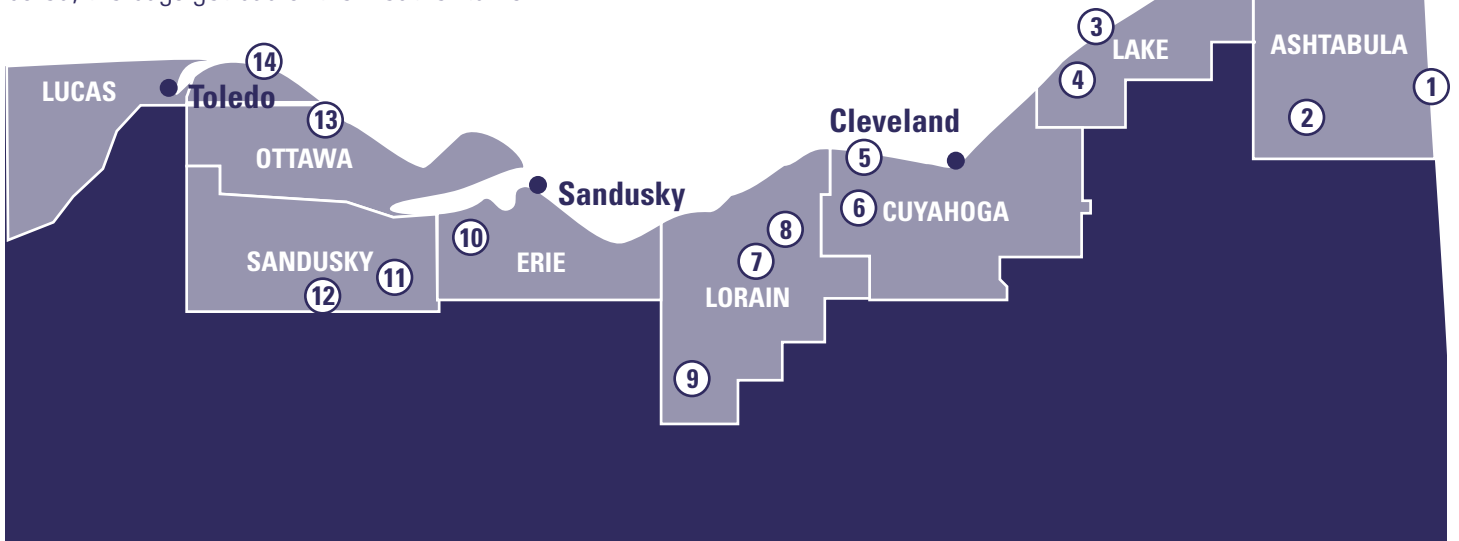 3
LAKE
ASHTABULA
14
4
1
LUCAS
Toledo
13
Cleveland
2
OTTAWA
5
Sandusky
6
CUYAHOGA
10
8
SANDUSKY
11
ERIE
7
12
LORAIN
9